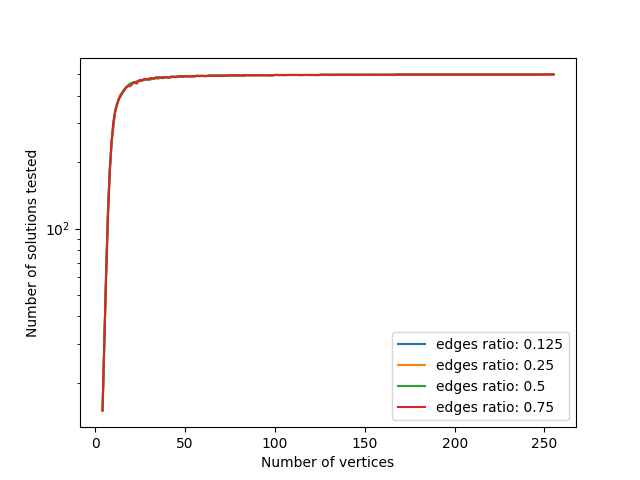 Number of solutions tested
10²
0 50 100 150 200 250
Number of vertices
edges ratio: 0.125
edges ratio: 0.25
edges ratio: 0.5
edges ratio: 0.75